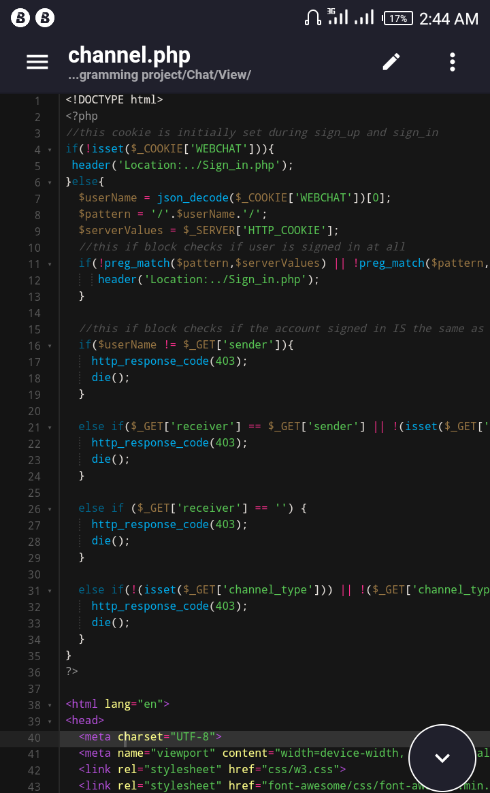 B B 3G 17% 2:44 AM
channel.php
...gramming project/Chat/View/
1 <!DOCTYPE html>
2 <?php
3 //this cookie is initially set during sign_up and sign_in
4 if(!isset($_COOKIE['WEBCHAT'])){
5 header('Location:../Sign_in.php');
6 }else{
7 $userName = json_decode($_COOKIE['WEBCHAT'])[0];
8 $pattern = '/'.$userName.'/';
9 $serverValues = $_SERVER['HTTP_COOKIE'];
10 //this if block checks if user is signed in at all
11 if(!preg_match($pattern,$serverValues) || !preg_match($pattern,
12 header('Location:../Sign_in.php');
13 }
14
15 //this if block checks if the account signed in IS the same as
16 if($userName != $_GET['sender']){
17 http_response_code(403);
18 die();
19 }
20
21 else if($_GET['receiver'] == $_GET['sender'] || !(isset($_GET['
22 http_response_code(403);
23 die();
24 }
25
26 else if ($_GET['receiver'] == '') {
27 http_response_code(403);
28 die();
29 }
30
31 else if(!(isset($_GET['channel_type'])) || !($_GET['channel_typ
32 http_response_code(403);
33 die();
34 }
35 }
36 ?>
37
38 <html lang="en">
39 <head>
40 <meta charset="UTF-8">
41 <meta name="viewport" content="width=device-width,
42 <link rel="stylesheet" href="css/w3.css">
43 <link rel="stylesheet" href="font-awesome/css/font-aw